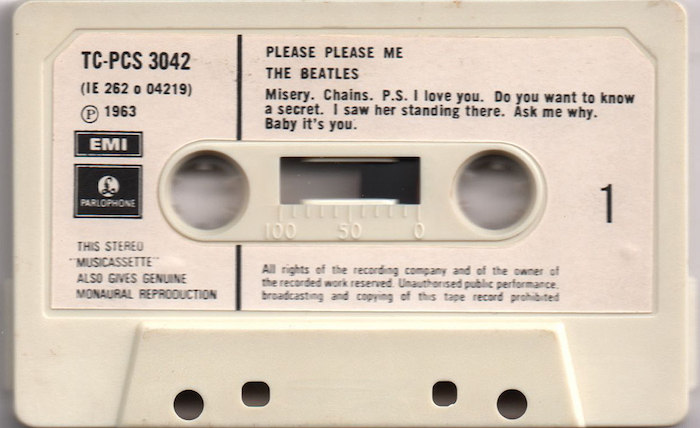 TC-PCS 3042
(IE 262 o 04219)
Ⓟ 1963
EMI
PARLOPHONE
THIS STEREO
"MUSICASSETTE"
ALSO GIVES GENUINE
MONAURAL REPRODUCTION
PLEASE PLEASE ME
THE BEATLES
Misery. Chains. P.S. I love you. Do you want to know
a secret. I saw her standing there. Ask me why.
Baby it's you.
100 50 0
1
All rights of the recording company and of the owner of
the recorded work reserved. Unauthorised public performance,
broadcasting and copying of this tape record prohibited